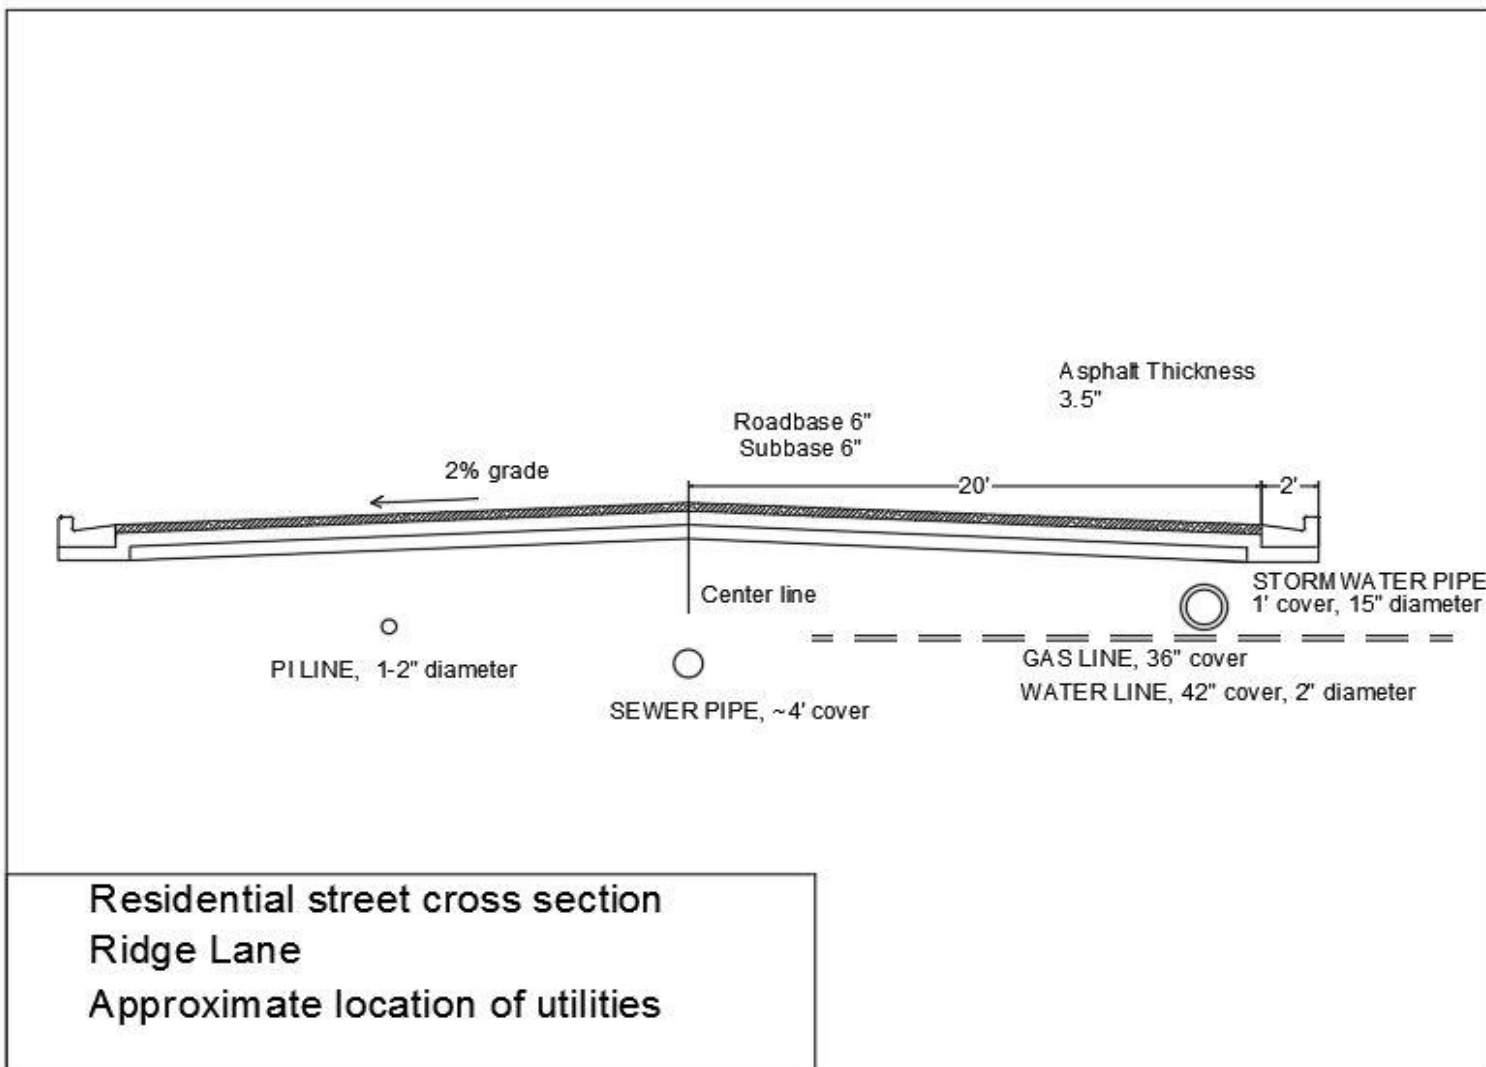 Asphalt Thickness
3.5"
Roadbase 6"
Subbase 6"
2% grade
20'
2'
Center line
STORM WATER PIPE
1' cover, 15" diameter
PI LINE, 1-2" diameter
GAS LINE, 36" cover
WATER LINE, 42" cover, 2" diameter
SEWER PIPE, ~4' cover
Residential street cross section
Ridge Lane
Approximate location of utilities